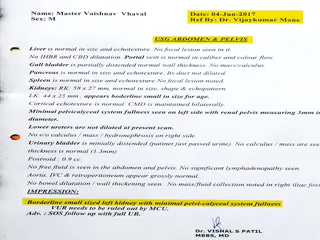 Name: Master Vaishnav Vhaval
Sex: M
Date: 04-Jun-2017
Ref By: Dr. Vijaykumar Mane
USG ABDOMEN & PELVIS
Liver is normal in size and echotexture. No focal lesion seen in it.
No IHBR and CBD dilatation. Portal vein is normal in calibre and colour flow.
Gall bladder is partially distended normal wall thickness. No mass/calculus
Pancreas is normal in size and echotexture. Its duct not dilated
Spleen is normal in size and echotexture No focal lesion noted.
Kidneys: RK: 58 x 27 mm, normal in size, shape & echopattern
LK: 44 x 25 mm, appears borderline small in size for age.
Cortical echotexture is normal. CMD is maintained bilaterally.
Minimal pelvicalyceal system fullness seen on left side with renal pelvis measuring 3mm in
diameter.
Lower ureters are not dilated at present scan.
No e/o calculus / mass / hydronephrosis on right side.
Urinary bladder is minimally distended (patinet just passed urine). No calculus / mass are seen
thickness is normal (1.3mm).
Postvoid : 0.9 cc
No free fluid is seen in the abdomen and pelvis. No significant lymphadenopathy seen.
Aorta, IVC & retroperitoneum appear grossly normal.
No bowel dilatation / wall thickening seen. No mass/fluid collection noted in right iliac fossa
IMPRESSION:
Borderline small sized left kidney with minimal pelvi-calyceal system fullness
VUR needs to be ruled out by MCU.
Adv. : SOS follow up with full UB.
Dr. VISHAL S PATIL
MBBS, MD